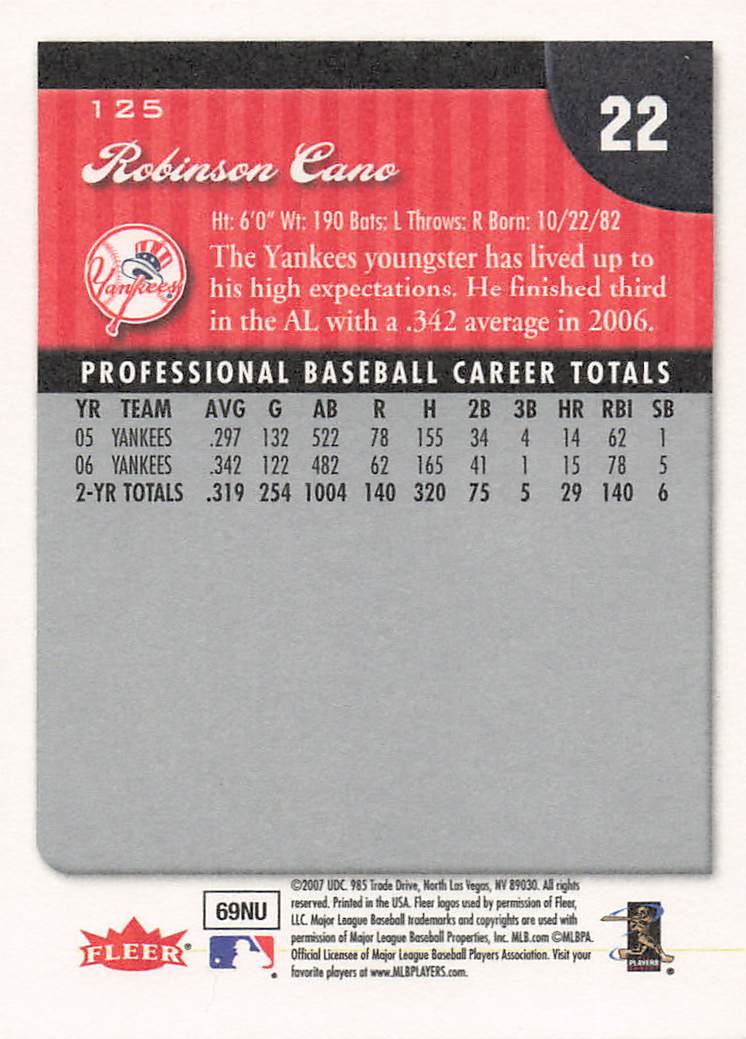 125
22
Robinson Cano
Ht: 6'0" Wt: 190 Bats: L Throws: R Born: 10/22/82
Yankees
The Yankees youngster has lived up to
his high expectations. He finished third
in the AL with a .342 average in 2006.
PROFESSIONAL BASEBALL CAREER TOTALS
YR TEAM AVG G AB R H 2B 3B HR RBI SB
05 YANKEES .297 132 522 78 155 34 4 14 62 1
06 YANKEES .342 122 482 62 165 41 1 15 78 5
2-YR TOTALS .319 254 1004 140 320 75 5 29 140 6
FLEER®
69NU
©2007 UDC. 985 Trade Drive, North Las Vegas, NV 89030. All rights
reserved. Printed in the USA. Fleer logos used by permission of Fleer,
LLC. Major League Baseball trademarks and copyrights are used with
permission of Major League Baseball Properties, Inc. MLB.com ©MLBPA.
Official Licensee of Major League Baseball Players Association. Visit your
favorite players at www.MLBPLAYERS.com.
PLAYERS